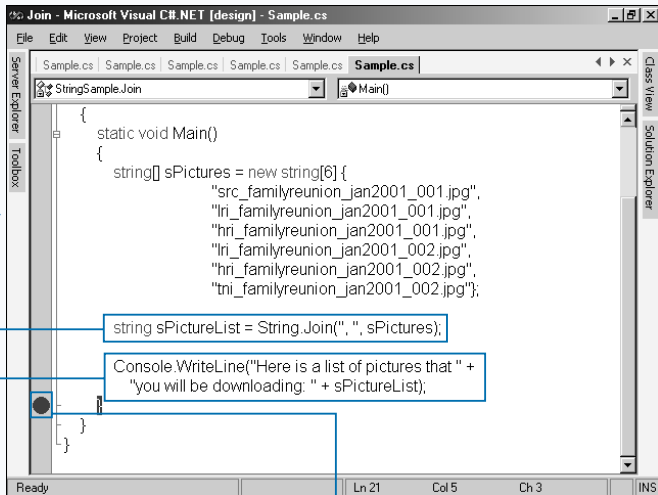 Join - Microsoft Visual C#.NET [design] - Sample.cs
File Edit View Project Build Debug Tools Window Help
Sample.cs Sample.cs Sample.cs Sample.cs Sample.cs Sample.cs
StringSample.Join Main()
Server Explorer
Toolbox
Class View
Solution Explorer
{
static void Main()
{
string[] sPictures = new string[6] {
"src_familyreunion_jan2001_001.jpg",
"lri_familyreunion_jan2001_001.jpg",
"hri_familyreunion_jan2001_001.jpg",
"lri_familyreunion_jan2001_002.jpg",
"hri_familyreunion_jan2001_002.jpg",
"tni_familyreunion_jan2001_002.jpg"};
string sPictureList = String.Join(", ", sPictures);
Console.WriteLine("Here is a list of pictures that " +
"you will be downloading: " + sPictureList);
}
}
}
Ready Ln 21 Col 5 Ch 3 INS